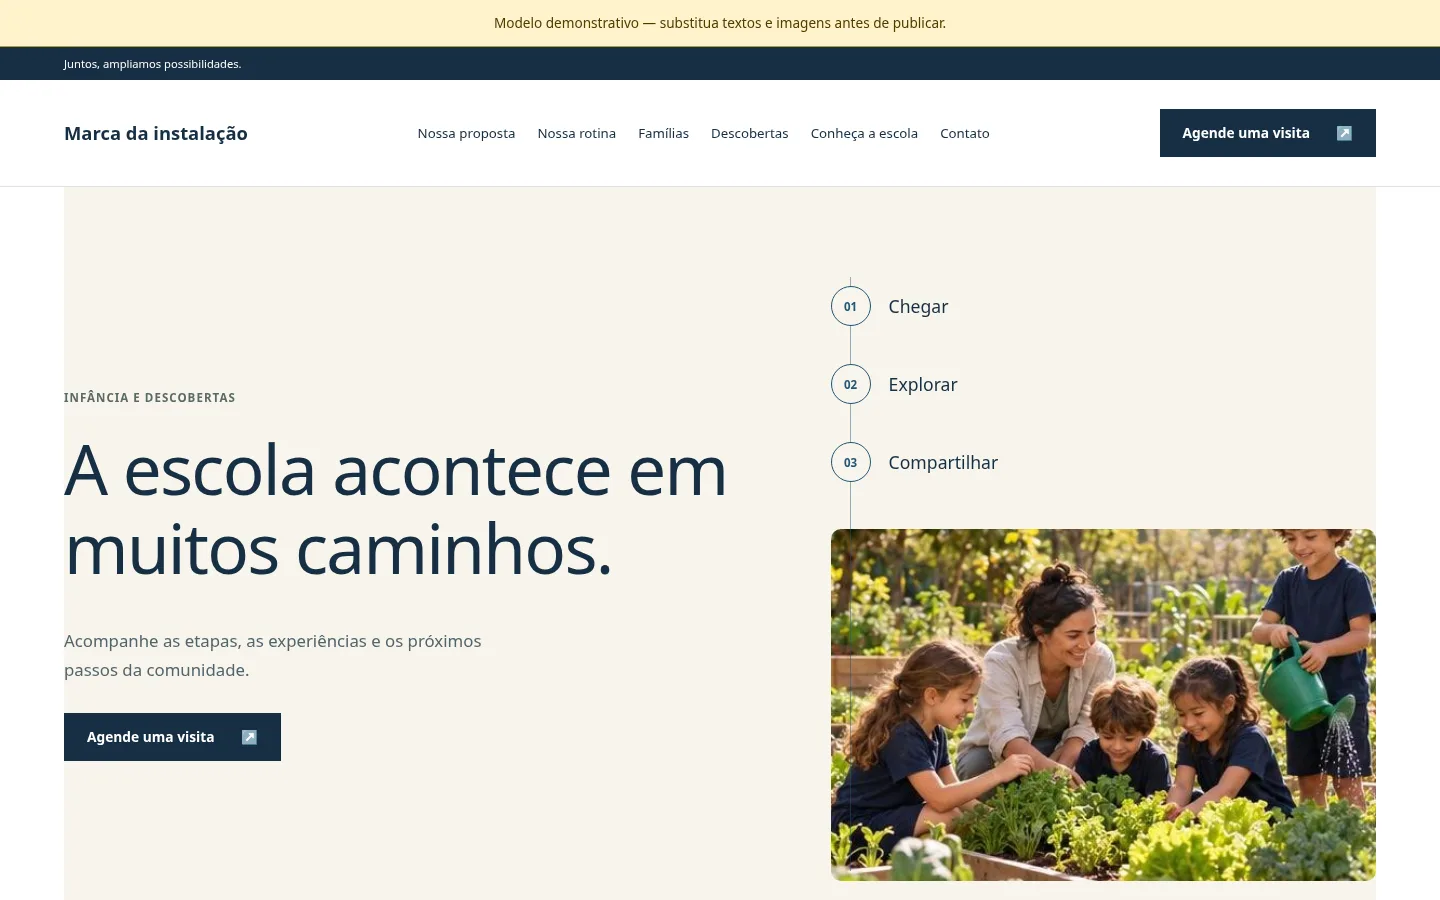 Modelo demonstrativo — substitua textos e imagens antes de publicar.
Juntos, ampliamos possibilidades.
Marca da instalação
Nossa proposta
Nossa rotina
Famílias
Descobertas
Conheça a escola
Contato
Agende uma visita
INFÂNCIA E DESCOBERTAS
A escola acontece em
muitos caminhos.
Acompanhe as etapas, as experiências e os próximos
passos da comunidade.
Agende uma visita
01 Chegar
02 Explorar
03 Compartilhar